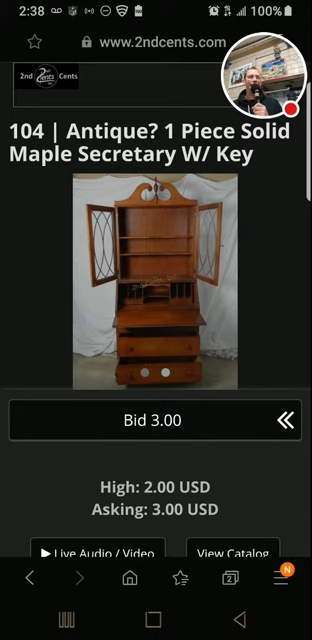 2:38
100%
www.2ndcents.com
2nd Cents Cents
104 | Antique? 1 Piece Solid
Maple Secretary W/ Key
Bid 3.00
High: 2.00 USD
Asking: 3.00 USD
Live Audio / Video
View Catalog
2
N